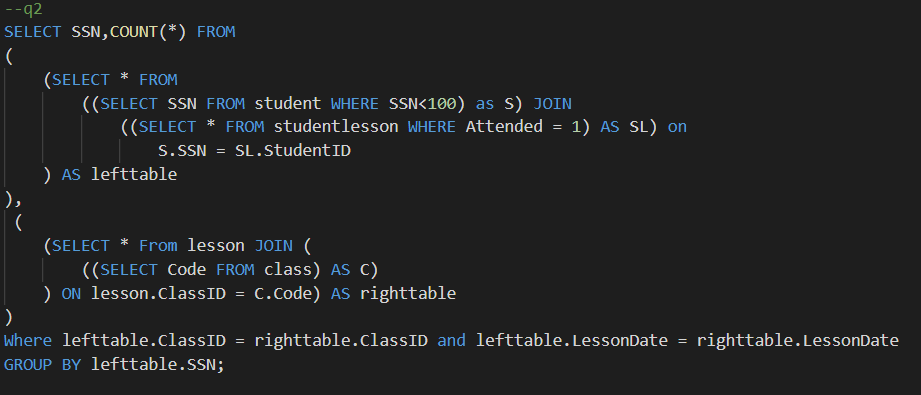 --q2
SELECT SSN,COUNT(*) FROM
(
(SELECT * FROM
((SELECT SSN FROM student WHERE SSN<100) as S) JOIN
((SELECT * FROM studentlesson WHERE Attended = 1) AS SL) on
S.SSN = SL.StudentID
) AS lefttable
),
(
(SELECT * From lesson JOIN (
((SELECT Code FROM class) AS C)
) ON lesson.ClassID = C.Code) AS righttable
)
Where lefttable.ClassID = righttable.ClassID and lefttable.LessonDate = righttable.LessonDate
GROUP BY lefttable.SSN;